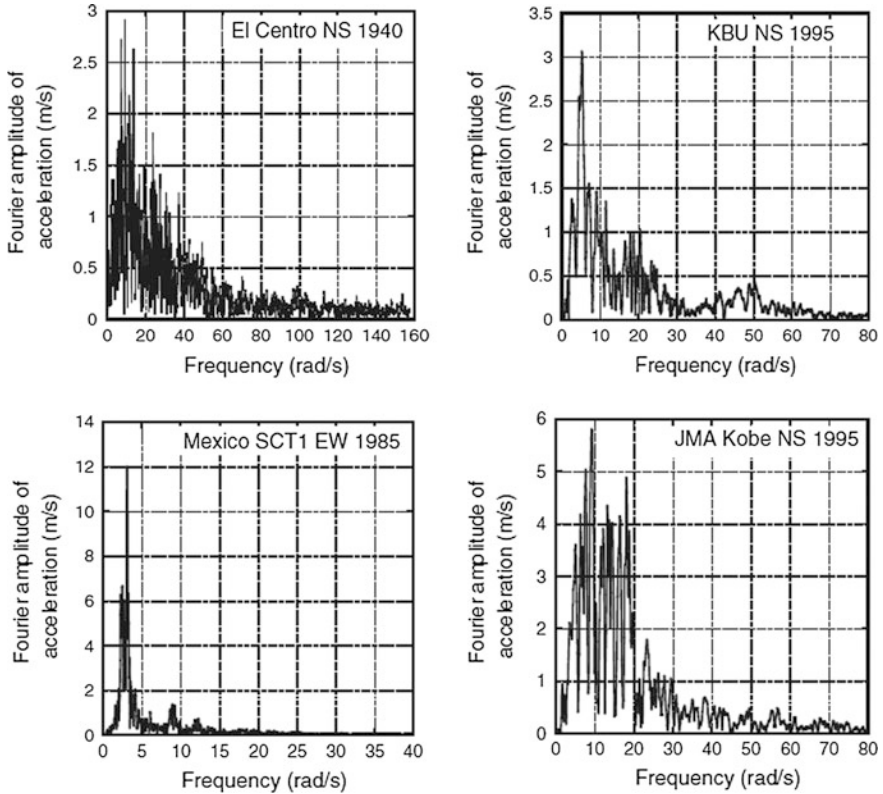 El Centro NS 1940
Fourier amplitude of
acceleration (m/s)
3
2.5
2
1.5
1
0.5
0
0 20 40 60 80 100 120 140 160
Frequency (rad/s)
KBU NS 1995
Fourier amplitude of
acceleration (m/s)
3.5
3
2.5
2
1.5
1
0.5
0
0 10 20 30 40 50 60 70 80
Frequency (rad/s)
Mexico SCT1 EW 1985
Fourier amplitude of
acceleration (m/s)
14
12
10
8
6
4
2
0
0 5 10 15 20 25 30 35 40
Frequency (rad/s)
JMA Kobe NS 1995
Fourier amplitude of
acceleration (m/s)
6
5
4
3
2
1
0
0 10 20 30 40 50 60 70 80
Frequency (rad/s)